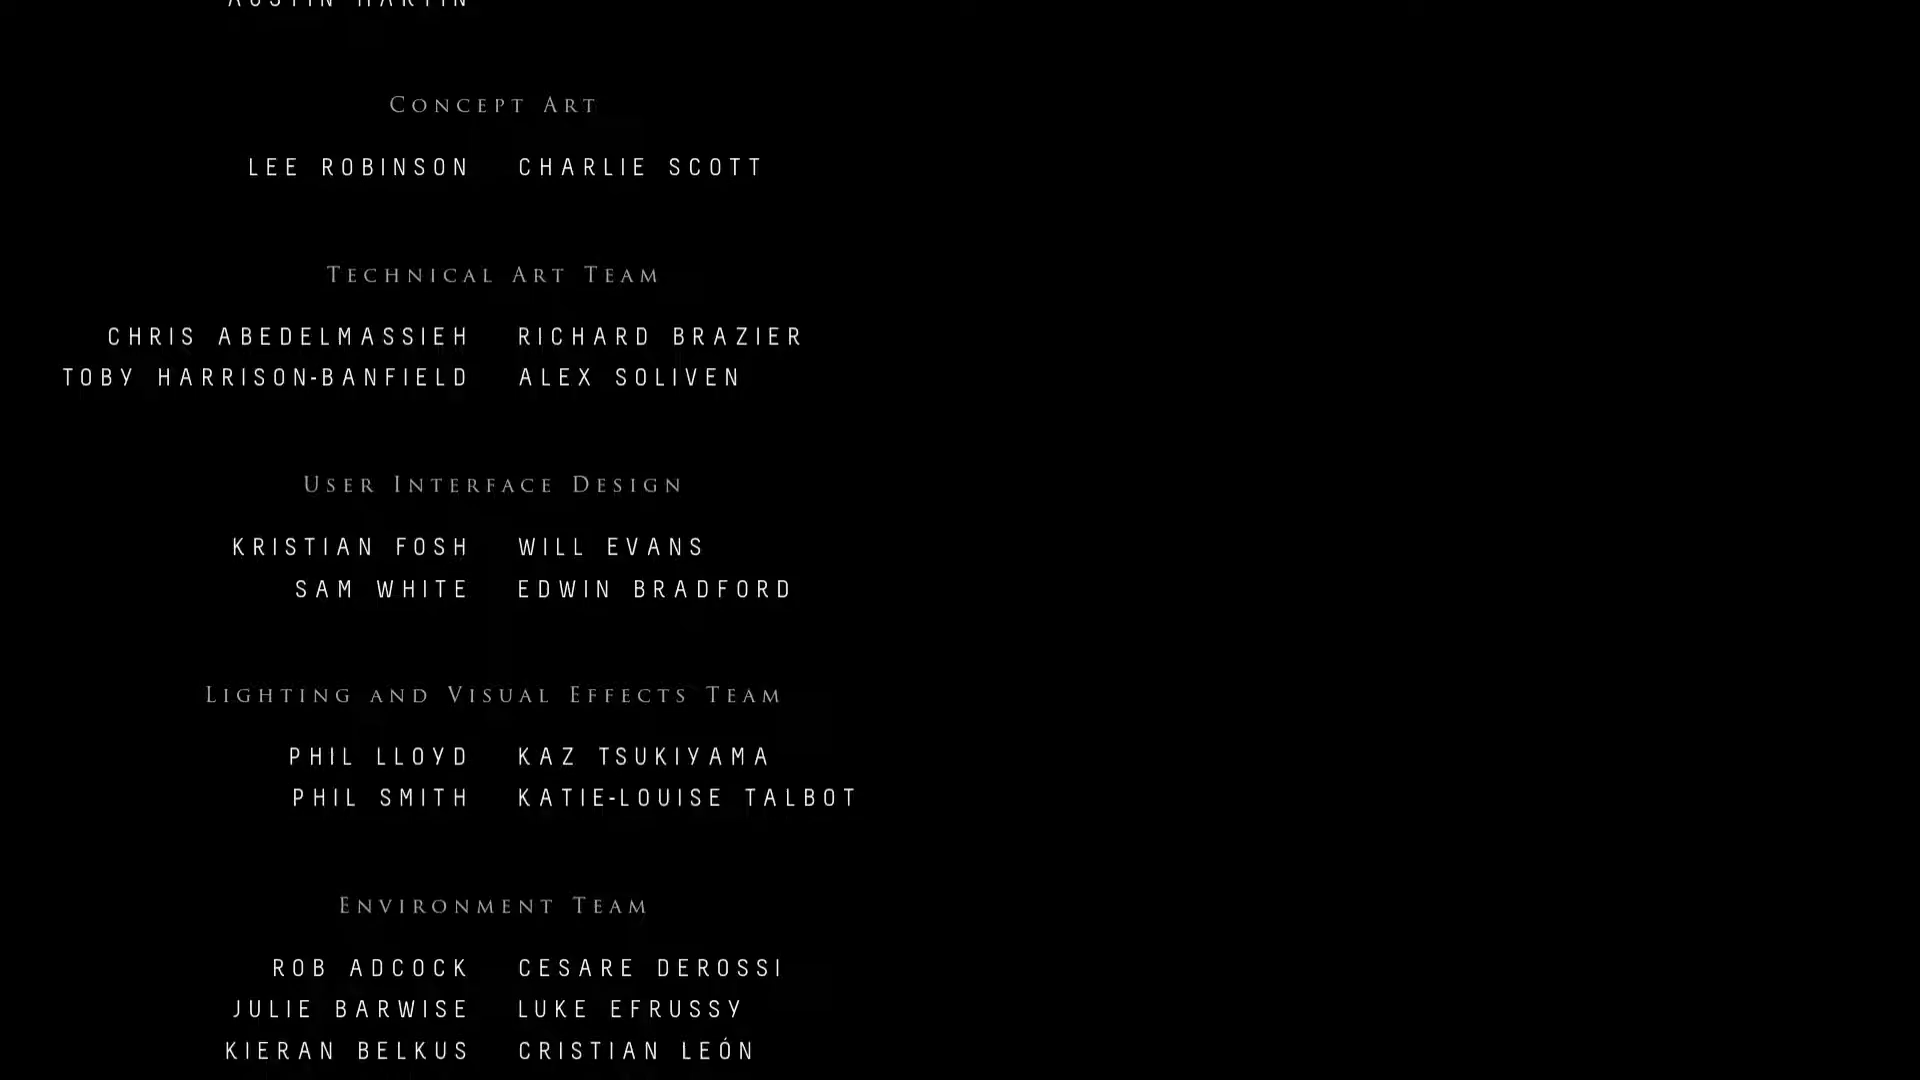 AUSTIN MARTIN
Concept Art
LEE ROBINSON CHARLIE SCOTT
Technical Art Team
CHRIS ABEDELMASSIEH RICHARD BRAZIER
TOBY HARRISON-BANFIELD ALEX SOLIVEN
User Interface Design
KRISTIAN FOSH WILL EVANS
SAM WHITE EDWIN BRADFORD
Lighting and Visual Effects Team
PHIL LLOYD KAZ TSUKIYAMA
PHIL SMITH KATIE-LOUISE TALBOT
Environment Team
ROB ADCOCK CESARE DEROSSI
JULIE BARWISE LUKE EFRUSSY
KIERAN BELKUS CRISTIAN LEÓN